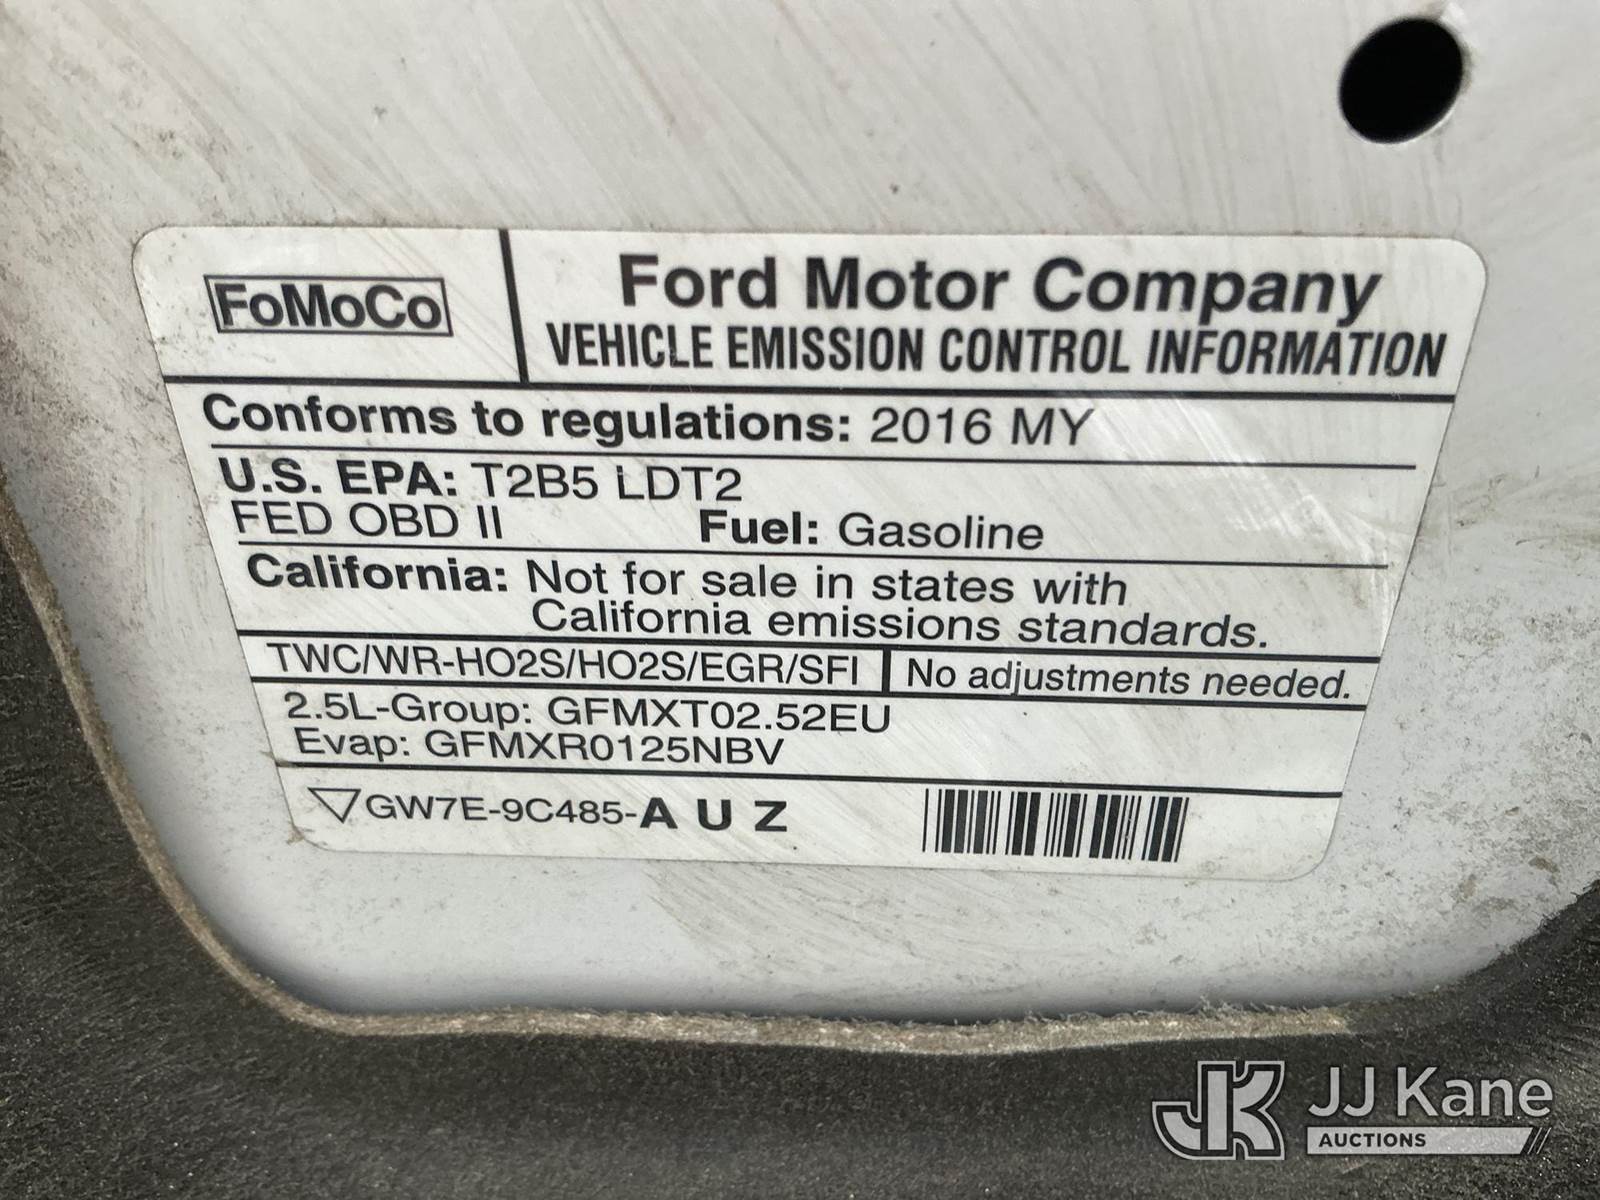 FoMoCo
Ford Motor Company
VEHICLE EMISSION CONTROL INFORMATION
Conforms to regulations: 2016 MY
U.S. EPA: T2B5 LDT2
FED OBD II Fuel: Gasoline
California: Not for sale in states with
California emissions standards.
TWC/WR-HO2S/HO2S/EGR/SFI No adjustments needed.
2.5L-Group: GFMXT02.52EU
Evap: GFMXR0125NBV
GW7E-9C485-A U Z
JK JJ Kane
AUCTIONS